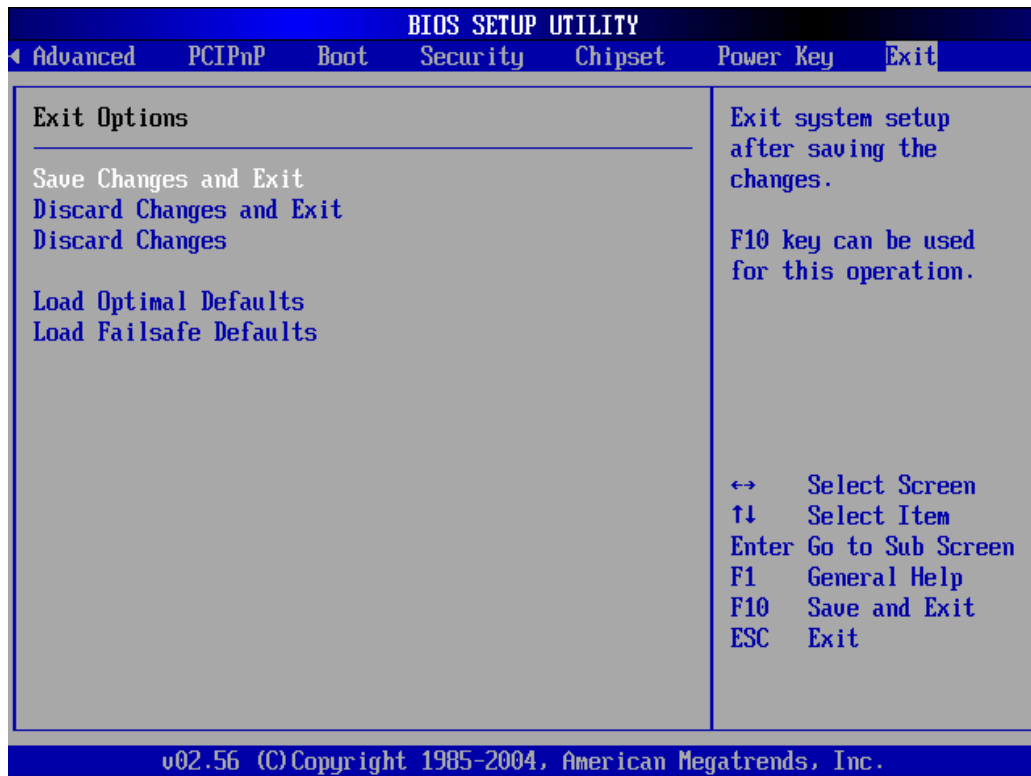 BIOS SETUP UTILITY
Advanced PCIPnP Boot Security Chipset Power Key Exit
Exit Options
Save Changes and Exit
Discard Changes and Exit
Discard Changes
Load Optimal Defaults
Load Failsafe Defaults
Exit system setup
after saving the
changes.
F10 key can be used
for this operation.
←→ Select Screen
↑↓ Select Item
Enter Go to Sub Screen
F1 General Help
F10 Save and Exit
ESC Exit
v02.56 (C)Copyright 1985-2004, American Megatrends, Inc.